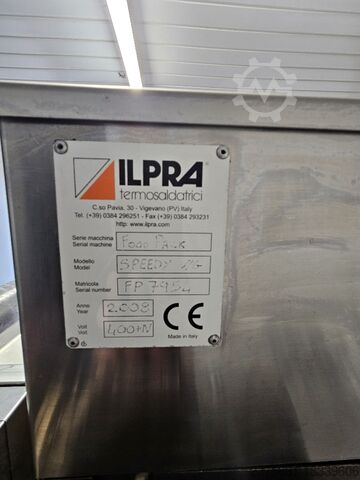 ILPRA®
termosaldatrici
C.so Pavia. 30 - Vigevano (PV) Italy
Tel. (+39) 0384 296251 - Fax (+39) 0384 293231
http: www.ilpra.com
Serie macchina
Serial machine
FOOD PACK
Modello
Model
SPEEDY
Matricola
Serial number
FP 7954
Anno
Year
2.008
Volt
Volt
400+N
CE
Made in Italy